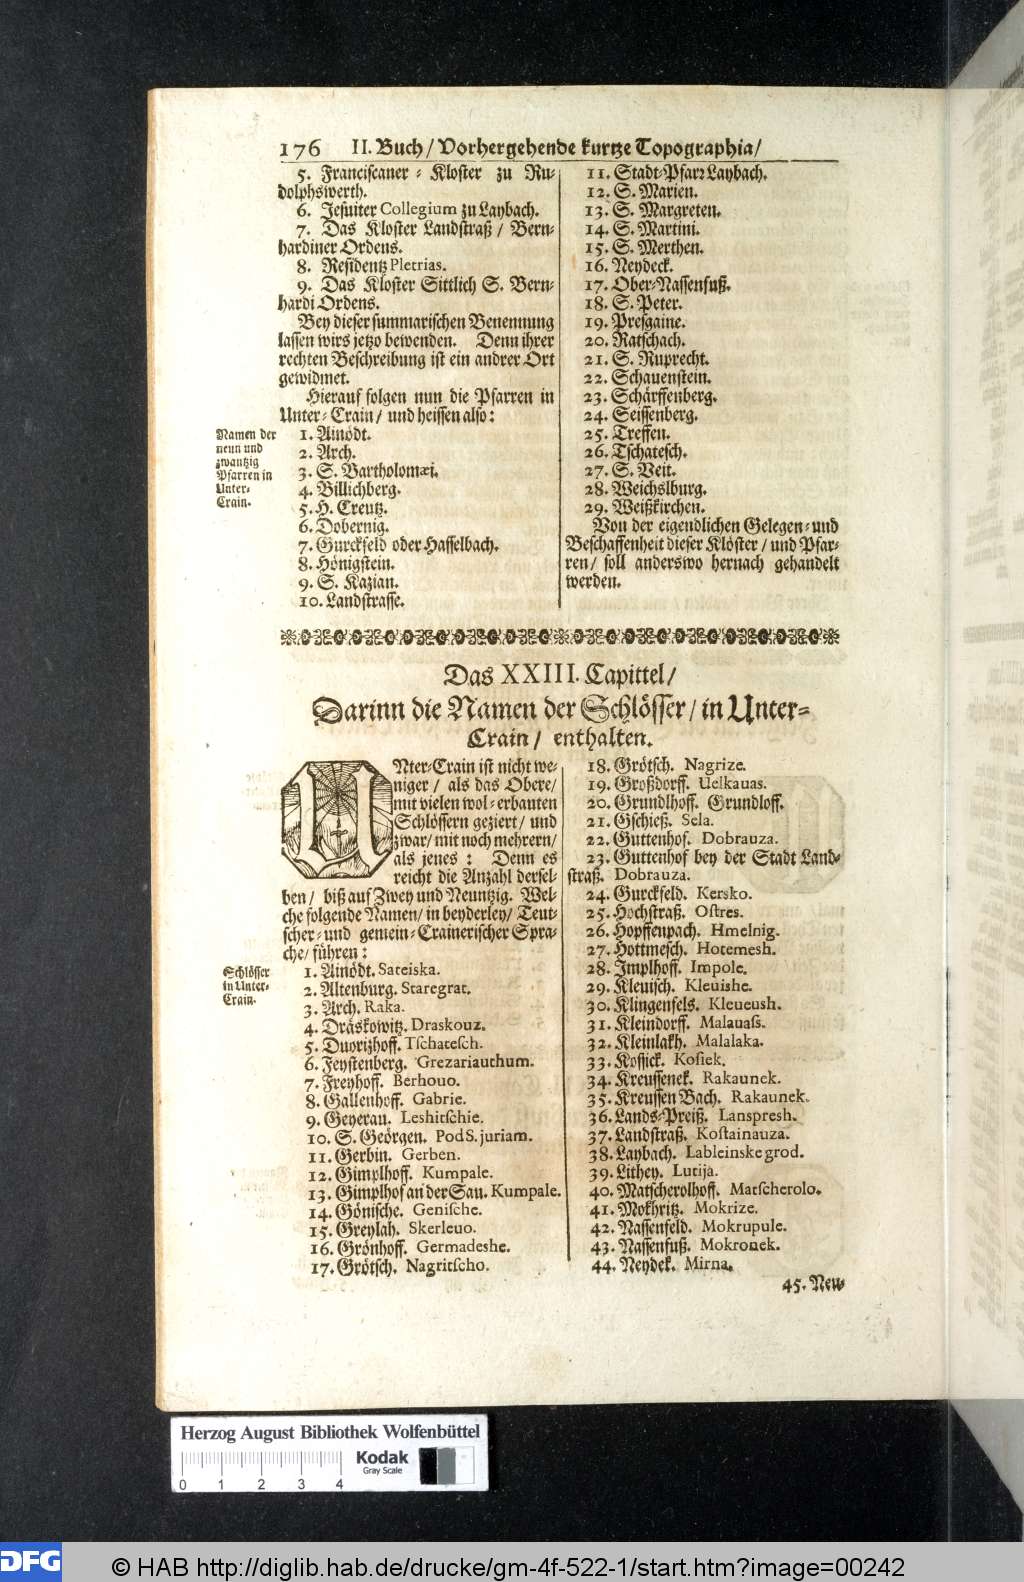 176 II. Buch / Vorhergehende kurtze Topographia /
5. Franciscaner - Kloster zu Ru-
dolphswerth.
6. Jesuiter Collegium zu Laybach.
7. Das Kloster Landstraß / Bern-
hardiner Ordens.
8. Residentz Pletrias.
9. Das Kloster Sittlich S. Bern-
hardi Ordens.
Bey dieser summarischen Benennung
lassen wirs jetzo bewenden. Denn ihrer
rechten Beschreibung ist ein andrer Ort
gewidmet.
Hierauf folgen nun die Pfarren in
Unter-Crain / und heissen also:
Namen der
neun und
zwantzig
Pfarren in
Unter-
Crain.
1. Ainödt.
2. Arch.
3. S. Bartholomæi.
4. Billichberg.
5. H. Creutz.
6. Dobernig.
7. Gurckfeld oder Hasselbach.
8. Hönigstein.
9. S. Kazian.
10. Landstrasse.
11. Stadt-Pfarr Laybach.
12. S. Marien.
13. S. Margreten.
14. S. Martini.
15. S. Merthen.
16. Neydeck.
17. Ober-Nassenfuß.
18. S. Peter.
19. Presgaine.
20. Ratschach.
21. S. Ruprecht.
22. Schauenstein.
23. Schärffenberg.
24. Seissenberg.
25. Treffen.
26. Tschatesch.
27. S. Veit.
28. Weichslburg.
29. Weißkirchen.
Von der eigendlichen Gelegen- und
Beschaffenheit dieser Klöster / und Pfar-
ren / soll anderswo hernach gehandelt
werden.
Das XXIII. Capittel /
Darinn die Namen der Schlösser / in Unter-
Crain / enthalten.
UNter-Crain ist nicht we-
niger / als das Obere /
mit vielen wol-erbauten
Schlössern geziert / und
zwar / mit noch mehrern /
als jenes: Denn es
reicht die Anzahl dersel-
ben / biß auf Zwey und Neuntzig. Wel-
che folgende Namen / in beyderley / Teut-
scher- und gemein-Crainerischer Spra-
che / führen:
Schlösser
in Unter-
Crain.
1. Ainödt. Sateiska.
2. Altenburg. Staregrat.
3. Arch. Raka.
4. Dräskowitz. Draskouz.
5. Duorizhoff. Tschatesch.
6. Feystenberg. Grezariauthum.
7. Freyhoff. Berhouo.
8. Gallenhoff. Gabrie.
9. Geyerau. Leshitschie.
10. S. Geörgen. Pod S. juriam.
11. Gerbin. Gerben.
12. Gimplhoff. Kumpale.
13. Gimplhof an der Sau. Kumpale.
14. Gönische. Genische.
15. Greylah. Skerleuo.
16. Grönhoff. Germadeshe.
17. Grötsch. Nagritscho.
18. Grötsch. Nagrize.
19. Großdorff. Uelkauas.
20. Grundlhoff. Grundloff.
21. Gschieß. Sela.
22. Guttenhof. Dobrauza.
23. Guttenhof bey der Stadt Land-
straß. Dobrauza.
24. Gurckfeld. Kersko.
25. Hochstraß. Ostres.
26. Hopffenpach. Hmelnig.
27. Hottmesch. Hotemesh.
28. Implhoff. Impole.
29. Kleuisch. Kleuishe.
30. Klingenfels. Kleueush.
31. Kleindorff. Malauass.
32. Kleinlakh. Malalaka.
33. Kossick. Kosiek.
34. Kreussenek. Rakaunek.
35. Kreussen Bach. Rakaunek.
36. Lands-Preiß. Lanspresh.
37. Landstraß. Kostainauza.
38. Laybach. Lableinske grod.
39. Lithey. Lutija.
40. Matscherolhoff. Matscherolo.
41. Mokhritz. Mokrize.
42. Nassenfeld. Mokrupule.
43. Nassenfuß. Mokronek.
44. Neydek. Mirna.
45. Neu-
Herzog August Bibliothek Wolfenbüttel
0 1 2 3 4
Kodak
Gray Scale
DFG © HAB http://diglib.hab.de/drucke/gm-4f-522-1/start.htm?image=00242